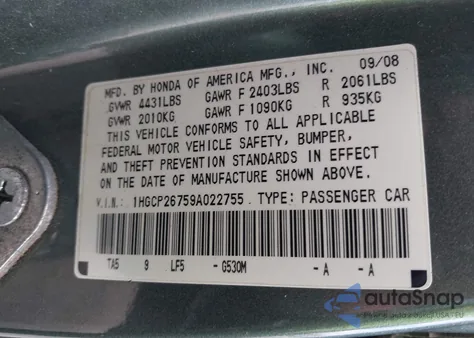 MFD. BY HONDA OF AMERICA MFG., INC. 09/08
GVWR 4431LBS GAWR F 2403LBS R 2061LBS
GVWR 2010KG GAWR F 1090KG R 935KG
THIS VEHICLE CONFORMS TO ALL APPLICABLE
FEDERAL MOTOR VEHICLE SAFETY, BUMPER,
AND THEFT PREVENTION STANDARDS IN EFFECT
ON THE DATE OF MANUFACTURE SHOWN ABOVE.
V.I.N.: 1HGCP26759A022755 TYPE: PASSENGER CAR
TA5 9 LF5 - G530M -A -A
autoSnap